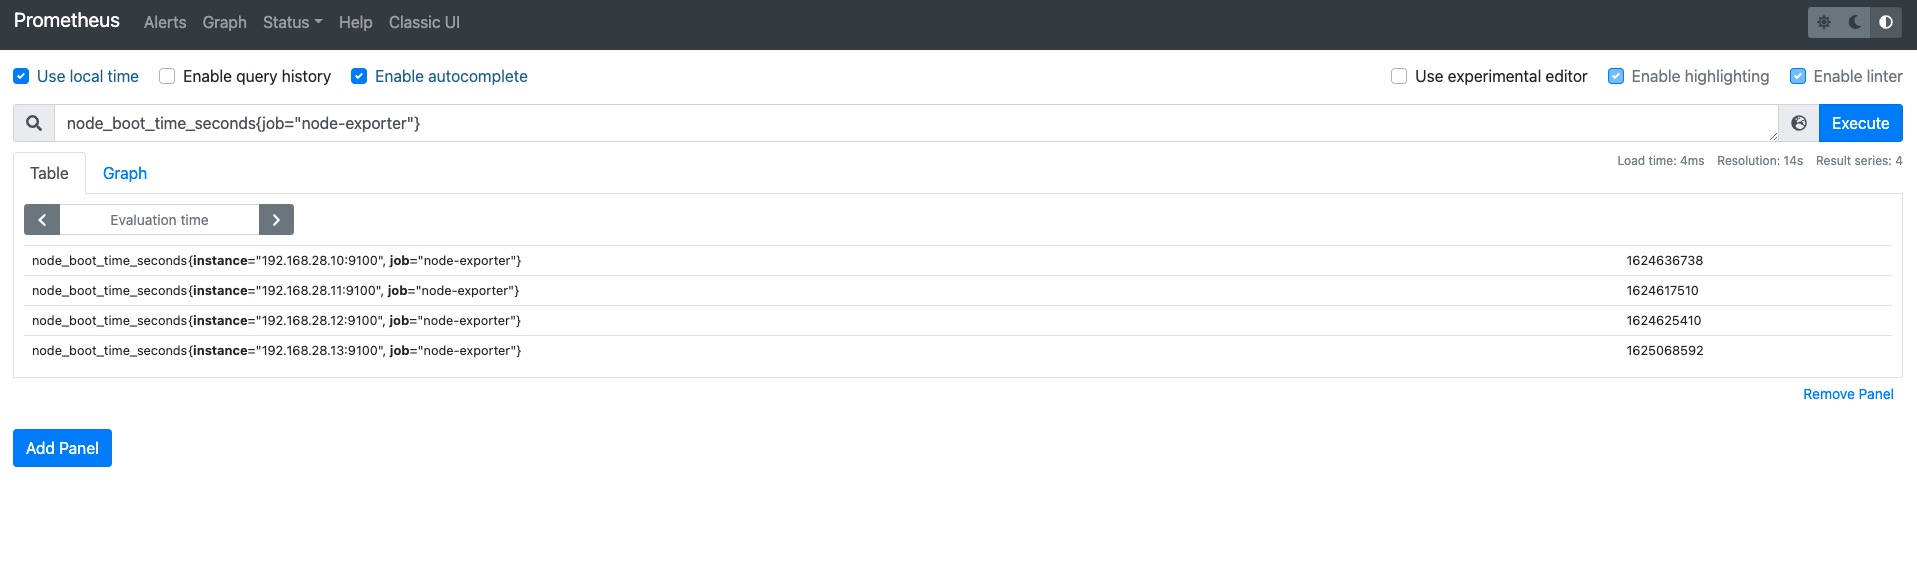 Prometheus Alerts Graph Status Help Classic UI
Use local time Enable query history Enable autocomplete Use experimental editor Enable highlighting Enable linter
node_boot_time_seconds{job="node-exporter"} Execute
Table Graph Load time: 4ms Resolution: 14s Result series: 4
Evaluation time
node_boot_time_seconds{instance="192.168.28.10:9100", job="node-exporter"} 1624636738
node_boot_time_seconds{instance="192.168.28.11:9100", job="node-exporter"} 1624617510
node_boot_time_seconds{instance="192.168.28.12:9100", job="node-exporter"} 1624625410
node_boot_time_seconds{instance="192.168.28.13:9100", job="node-exporter"} 1625068592
Remove Panel
Add Panel